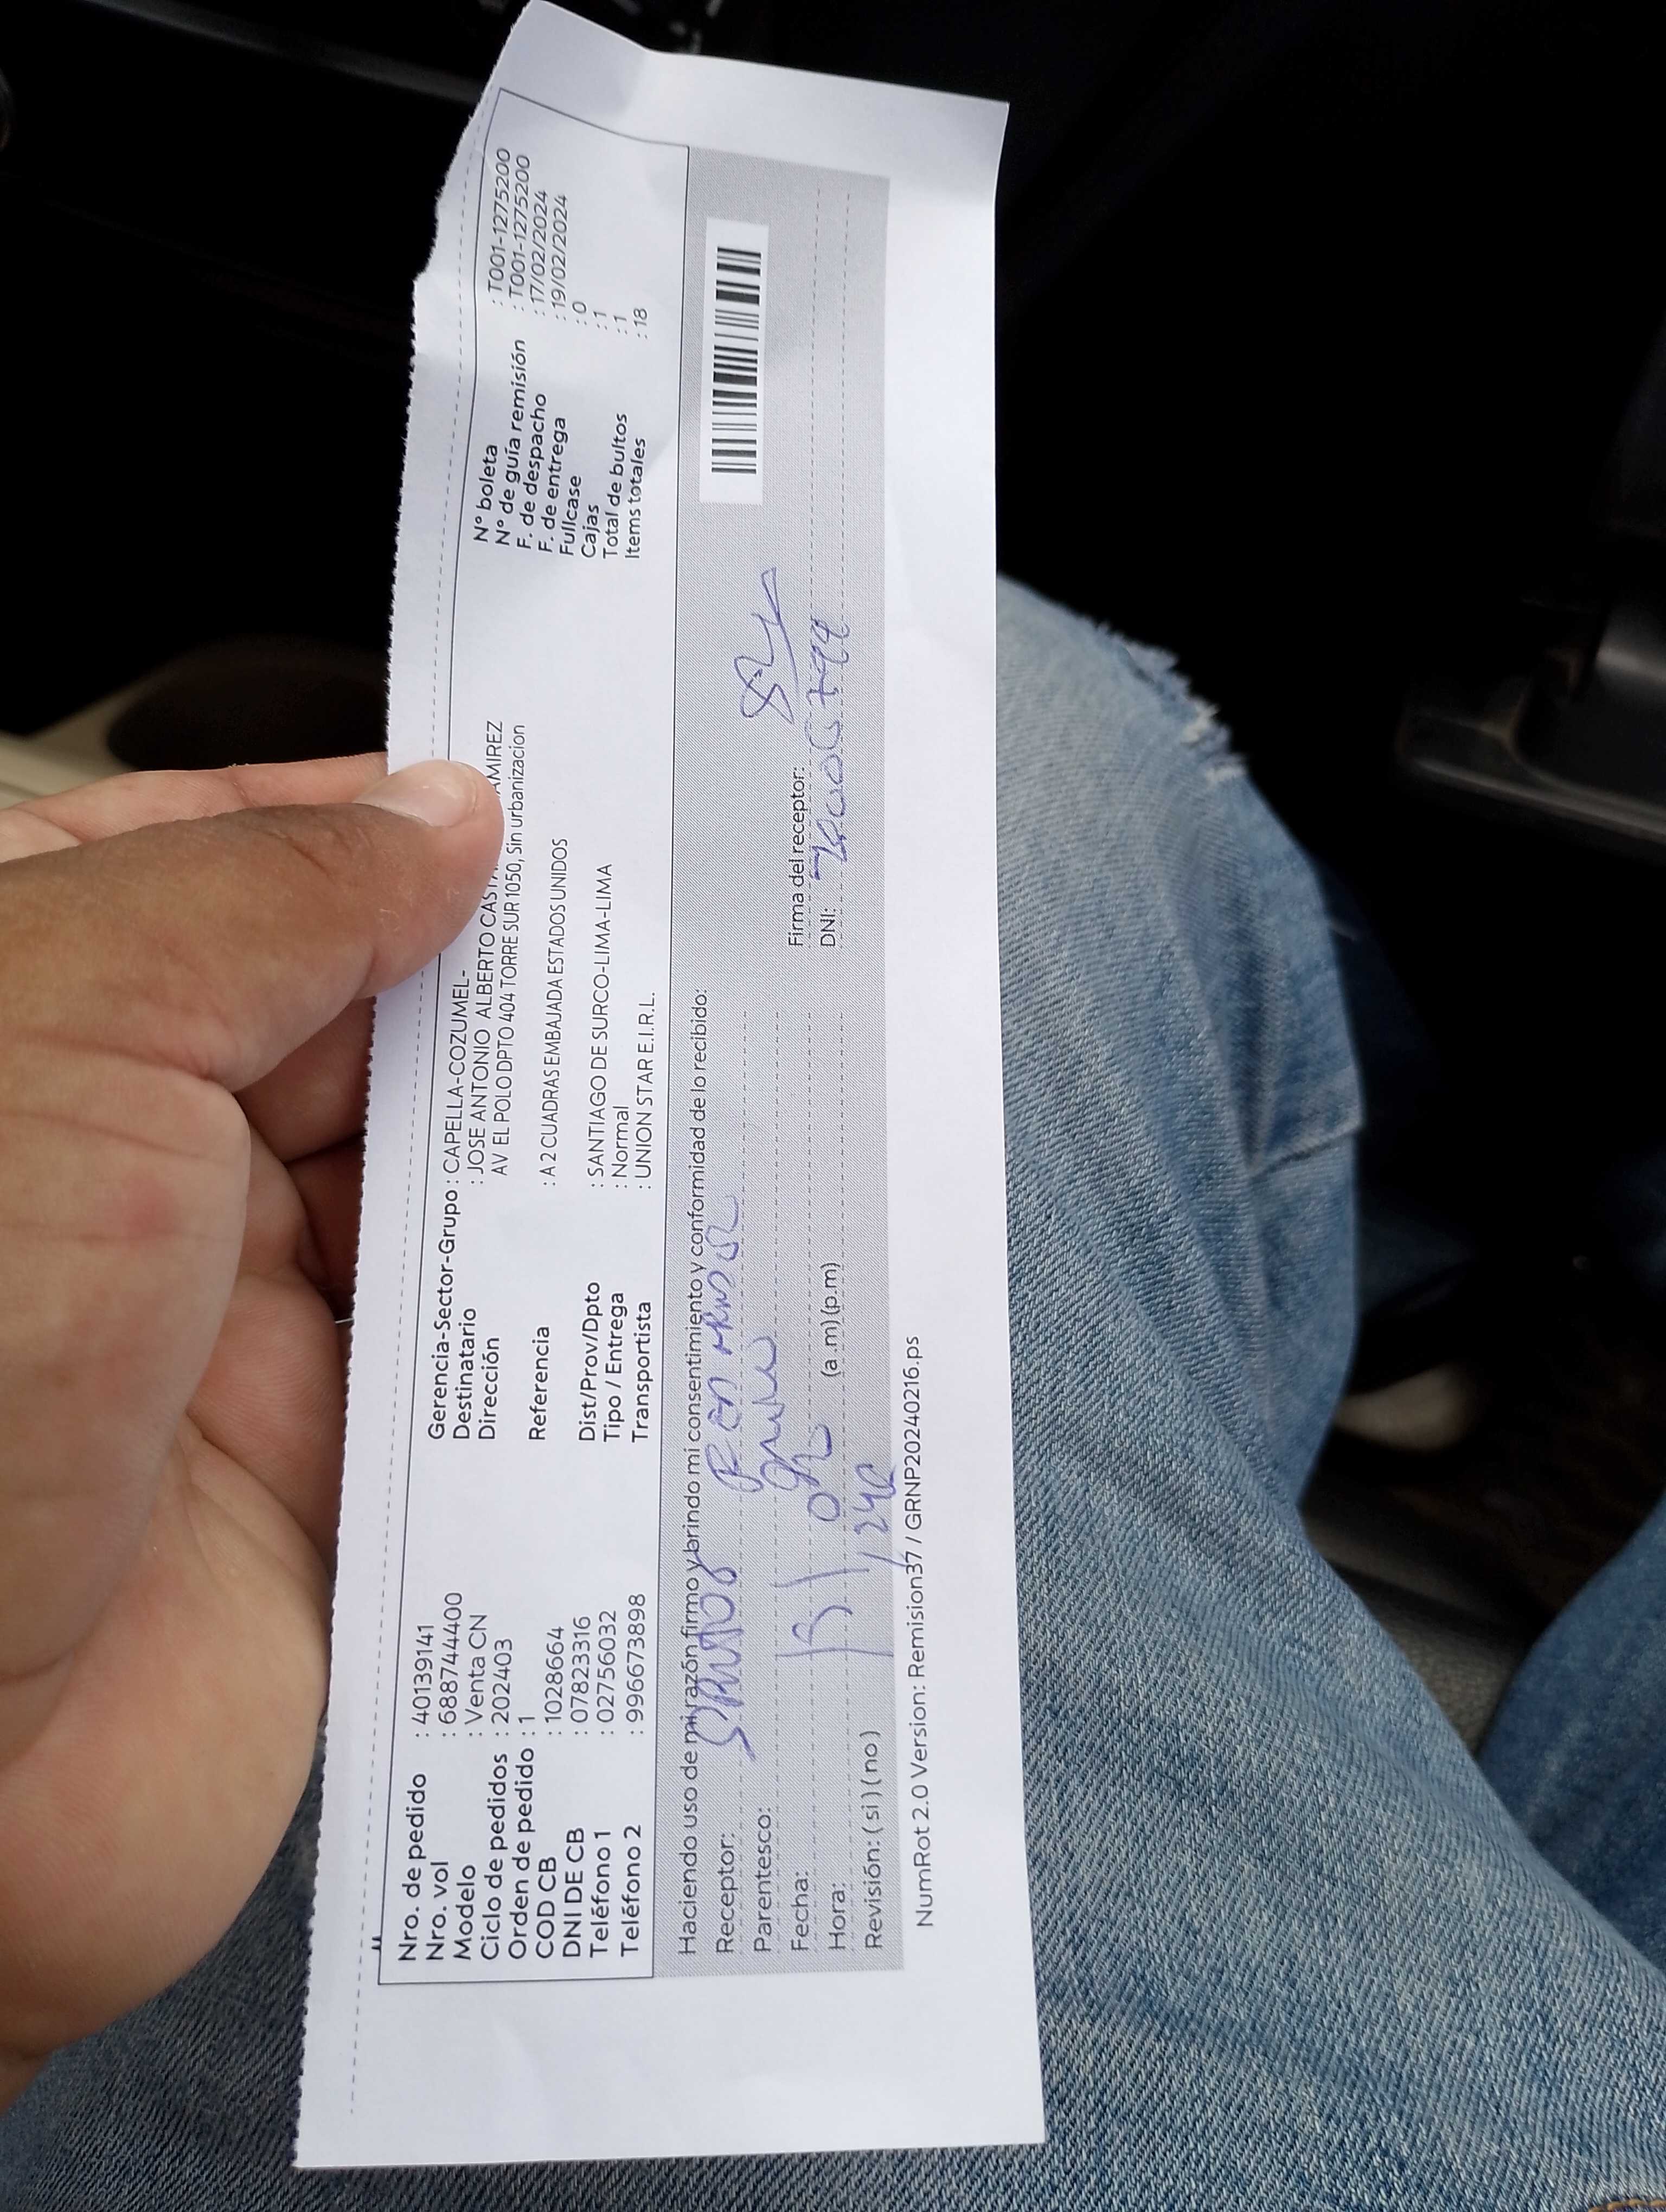 Nro. de pedido : 40139141
Nro. vol : 688744400
Modelo : Venta CN
Ciclo de pedidos : 202403
Orden de pedido : 1
COD CB : 1028664
DNI DE CB : 07823316
Teléfono 1 : 02756032
Teléfono 2 : 996673898
Gerencia-Sector-Grupo : CAPELLA-COZUMEL-
Destinatario : JOSE ANTONIO ALBERTO AMIREZ
Dirección AV EL POLO DPTO 404 TORRE SUR 1050, Sin urbanizacion
Referencia : A 2 CUADRAS EMBAJADA ESTADOS UNIDOS
Dist/Prov/Dpto : SANTIAGO DE SURCO-LIMA-LIMA
Tipo / Entrega : Normal
Transportista : UNION STAR E.I.R.L.
N° boleta : T001-1275200
N° de guía remisión : T001-1275200
F. de despacho : 17/02/2024
F. de entrega : 19/02/2024
Fullcase : 0
Cajas : 1
Total de bultos : 1
Items totales : 18
Haciendo uso de mi razón firmo y brindo mi consentimiento y conformidad de lo recibido:
Receptor:
Parentesco:
Fecha:
Hora: (a.m) (p.m)
Revisión: ( si ) ( no )
Firma del receptor:
DNI:
NumRot 2.0 Version: Remision37 / GRNP20240216.ps